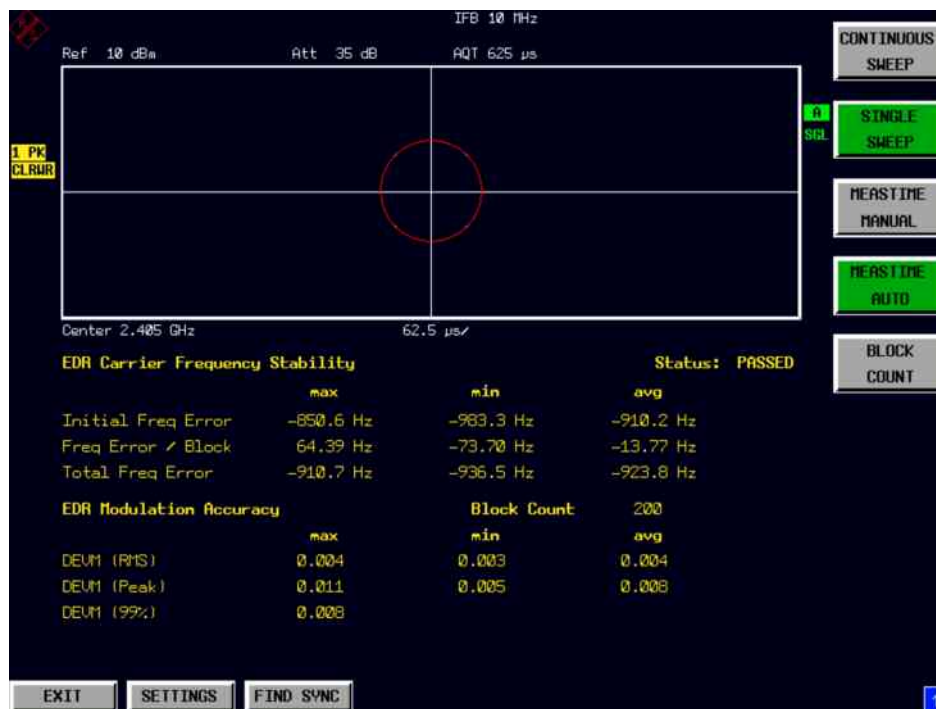 IFB 10 MHz
Ref 10 dBm Att 35 dB AQT 625 µs
CONTINUOUS
SWEEP
A
SGL
SINGLE
SWEEP
1 PK
CLRWR
MEASTIME
MANUAL
MEASTIME
AUTO
Center 2.405 GHz 62.5 µs/
BLOCK
COUNT
EDR Carrier Frequency Stability Status: PASSED
max min avg
Initial Freq Error -850.6 Hz -983.3 Hz -910.2 Hz
Freq Error / Block 64.39 Hz -73.70 Hz -13.77 Hz
Total Freq Error -910.7 Hz -936.5 Hz -923.8 Hz
EDR Modulation Accuracy Block Count 200
max min avg
DEVM (RMS) 0.004 0.003 0.004
DEVM (Peak) 0.011 0.005 0.008
DEVM (99%) 0.008
EXIT SETTINGS FIND SYNC